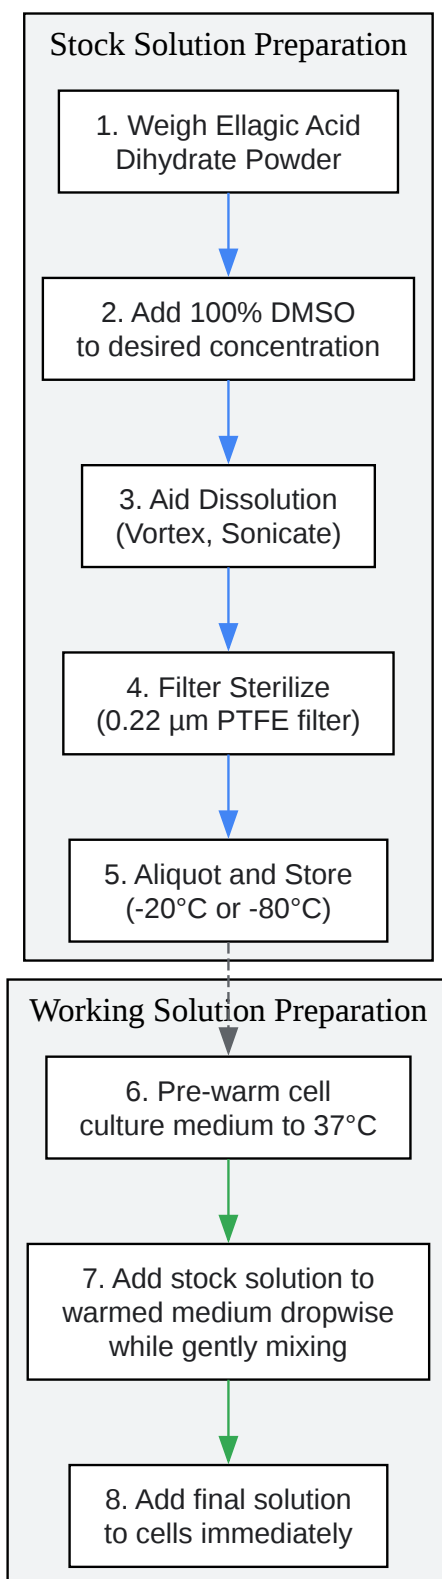 Stock Solution Preparation
1. Weigh Ellagic Acid
Dihydrate Powder
2. Add 100% DMSO
to desired concentration
3. Aid Dissolution
(Vortex, Sonicate)
4. Filter Sterilize
(0.22 µm PTFE filter)
5. Aliquot and Store
(-20°C or -80°C)
Working Solution Preparation
6. Pre-warm cell
culture medium to 37°C
7. Add stock solution to
warmed medium dropwise
while gently mixing
8. Add final solution
to cells immediately